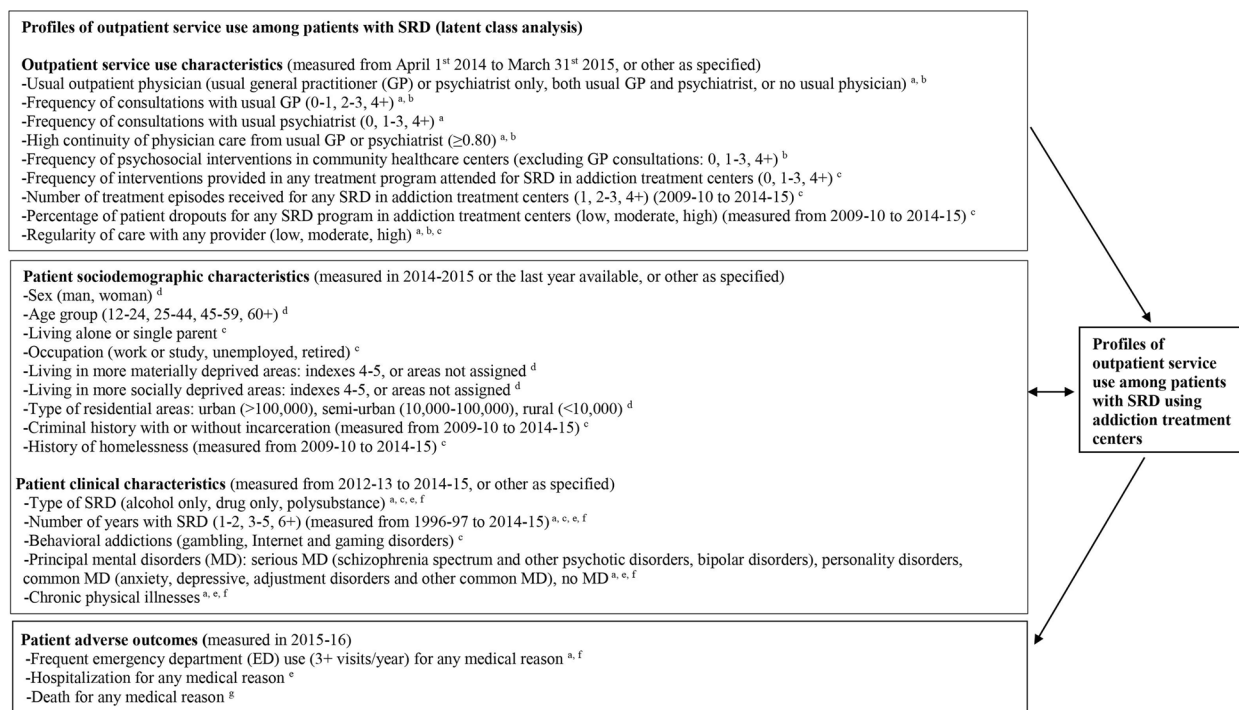 Profiles of outpatient service use among patients with SRD (latent class analysis)
Outpatient service use characteristics (measured from April 1st 2014 to March 31st 2015, or other as specified)
-Usual outpatient physician (usual general practitioner (GP) or psychiatrist only, both usual GP and psychiatrist, or no usual physician) a, b
-Frequency of consultations with usual GP (0-1, 2-3, 4+) a, b
-Frequency of consultations with usual psychiatrist (0, 1-3, 4+) a
-High continuity of physician care from usual GP or psychiatrist (≥0.80) a, b
-Frequency of psychosocial interventions in community healthcare centers (excluding GP consultations: 0, 1-3, 4+) b
-Frequency of interventions provided in any treatment program attended for SRD in addiction treatment centers (0, 1-3, 4+) c
-Number of treatment episodes received for any SRD in addiction treatment centers (1, 2-3, 4+) (2009-10 to 2014-15) c
-Percentage of patient dropouts for any SRD program in addiction treatment centers (low, moderate, high) (measured from 2009-10 to 2014-15) c
-Regularity of care with any provider (low, moderate, high) a, b, c
Patient sociodemographic characteristics (measured in 2014-2015 or the last year available, or other as specified)
-Sex (man, woman) d
-Age group (12-24, 25-44, 45-59, 60+) d
-Living alone or single parent c
-Occupation (work or study, unemployed, retired) c
-Living in more materially deprived areas: indexes 4-5, or areas not assigned d
-Living in more socially deprived areas: indexes 4-5, or areas not assigned d
-Type of residential areas: urban (>100,000), semi-urban (10,000-100,000), rural (<10,000) d
-Criminal history with or without incarceration (measured from 2009-10 to 2014-15) c
-History of homelessness (measured from 2009-10 to 2014-15) c
Patient clinical characteristics (measured from 2012-13 to 2014-15, or other as specified)
-Type of SRD (alcohol only, drug only, polysubstance) a, c, e, f
-Number of years with SRD (1-2, 3-5, 6+) (measured from 1996-97 to 2014-15) a, c, e, f
-Behavioral addictions (gambling, Internet and gaming disorders) c
-Principal mental disorders (MD): serious MD (schizophrenia spectrum and other psychotic disorders, bipolar disorders), personality disorders,
common MD (anxiety, depressive, adjustment disorders and other common MD), no MD a, e, f
-Chronic physical illnesses a, e, f
Patient adverse outcomes (measured in 2015-16)
-Frequent emergency department (ED) use (3+ visits/year) for any medical reason a, f
-Hospitalization for any medical reason e
-Death for any medical reason g
Profiles of
outpatient service
use among patients
with SRD using
addiction treatment
centers